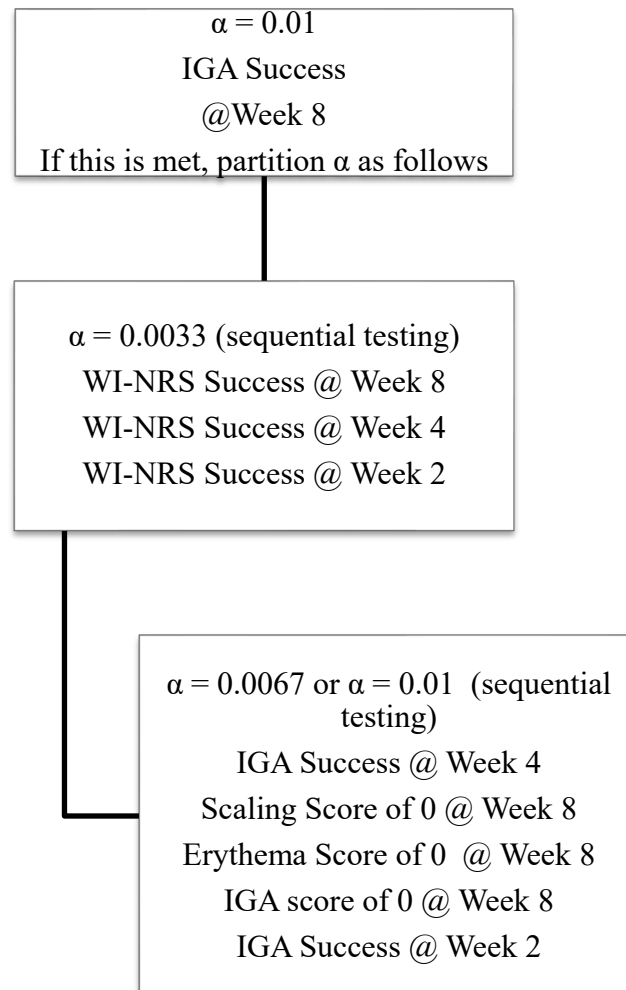 α = 0.01
IGA Success
@Week 8
If this is met, partition α as follows
α = 0.0033 (sequential testing)
WI-NRS Success @ Week 8
WI-NRS Success @ Week 4
WI-NRS Success @ Week 2
α = 0.0067 or α = 0.01 (sequential
testing)
IGA Success @ Week 4
Scaling Score of 0 @ Week 8
Erythema Score of 0 @ Week 8
IGA score of 0 @ Week 8
IGA Success @ Week 2